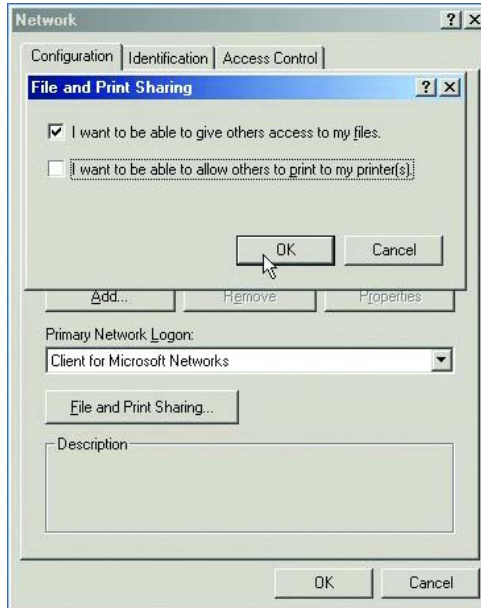 Network
Configuration Identification Access Control
File and Print Sharing
I want to be able to give others access to my files.
I want to be able to allow others to print to my printer(s).
OK Cancel
Add... Remove Properties
Primary Network Logon:
Client for Microsoft Networks
File and Print Sharing...
Description
OK Cancel